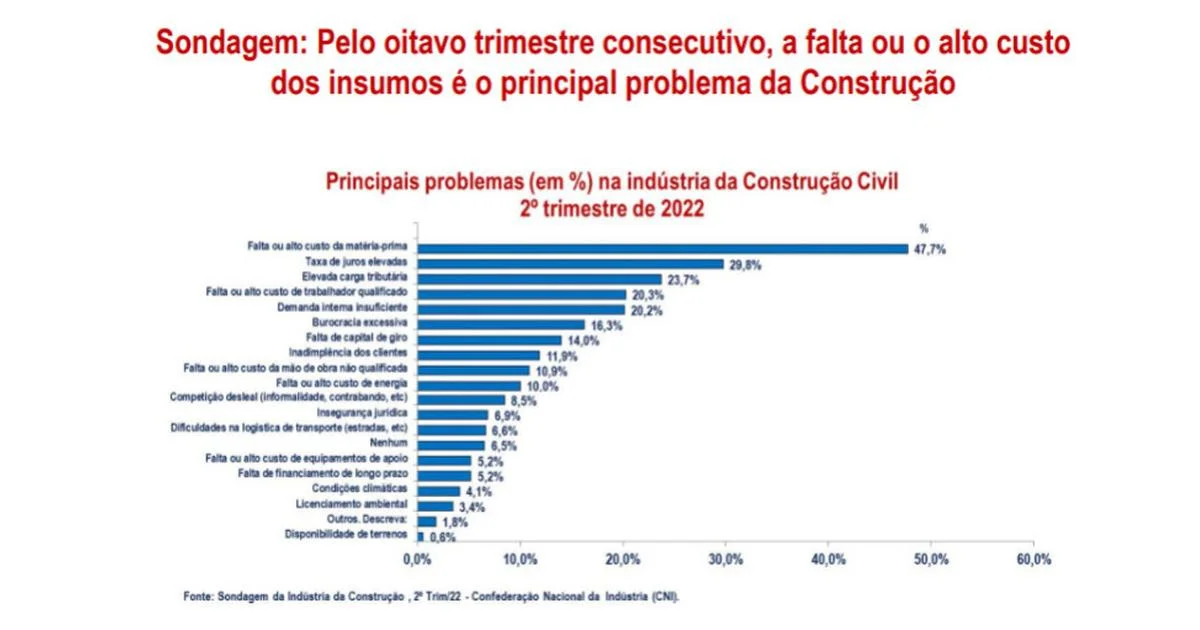 Sondagem: Pelo oitavo trimestre consecutivo, a falta ou o alto custo
dos insumos é o principal problema da Construção
Principais problemas (em %) na indústria da Construção Civil
2º trimestre de 2022
%
Falta ou alto custo da matéria-prima 47,7%
Taxa de juros elevadas 29,8%
Elevada carga tributária 23,7%
Falta ou alto custo de trabalhador qualificado 20,3%
Demanda interna insuficiente 20,2%
Burocracia excessiva 16,3%
Falta de capital de giro 14,0%
Inadimplência dos clientes 11,9%
Falta ou alto custo da mão de obra não qualificada 10,9%
Falta ou alto custo de energia 10,0%
Competição desleal (informalidade, contrabando, etc) 8,5%
Insegurança jurídica 6,9%
Dificuldades na logística de transporte (estradas, etc) 6,6%
Nenhum 6,5%
Falta ou alto custo de equipamentos de apoio 5,2%
Falta de financiamento de longo prazo 5,2%
Condições climáticas 4,1%
Licenciamento ambiental 3,4%
Outros. Descreva: 1,8%
Disponibilidade de terrenos 0,6%
0,0% 10,0% 20,0% 30,0% 40,0% 50,0% 60,0%
Fonte: Sondagem da Indústria da Construção , 2º Trim/22 - Confederação Nacional da Indústria (CNI).